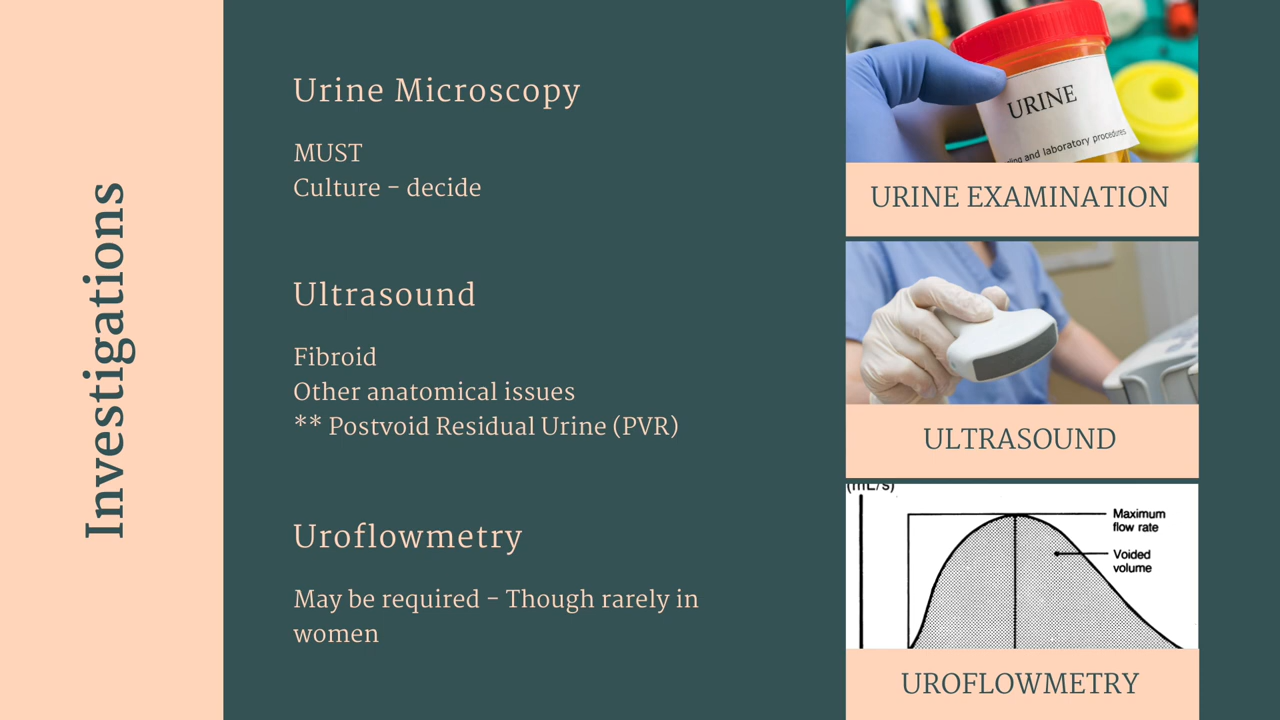 Investigations
Urine Microscopy
MUST
Culture - decide
Ultrasound
Fibroid
Other anatomical issues
** Postvoid Residual Urine (PVR)
Uroflowmetry
May be required - Though rarely in
women
URINE
and laboratory procedures
URINE EXAMINATION
ULTRASOUND
(mL/s)
Maximum
flow rate
Voided
volume
UROFLOWMETRY